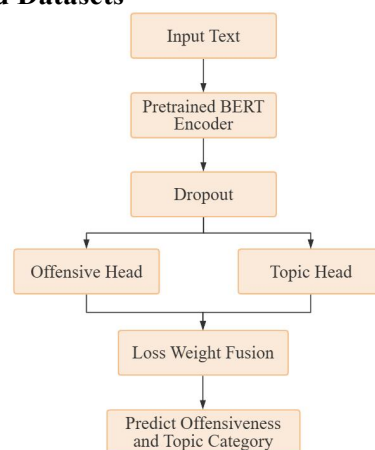 Datasets
Input Text
Pretrained BERT
Encoder
Dropout
Offensive Head
Topic Head
Loss Weight Fusion
Predict Offensiveness
and Topic Category